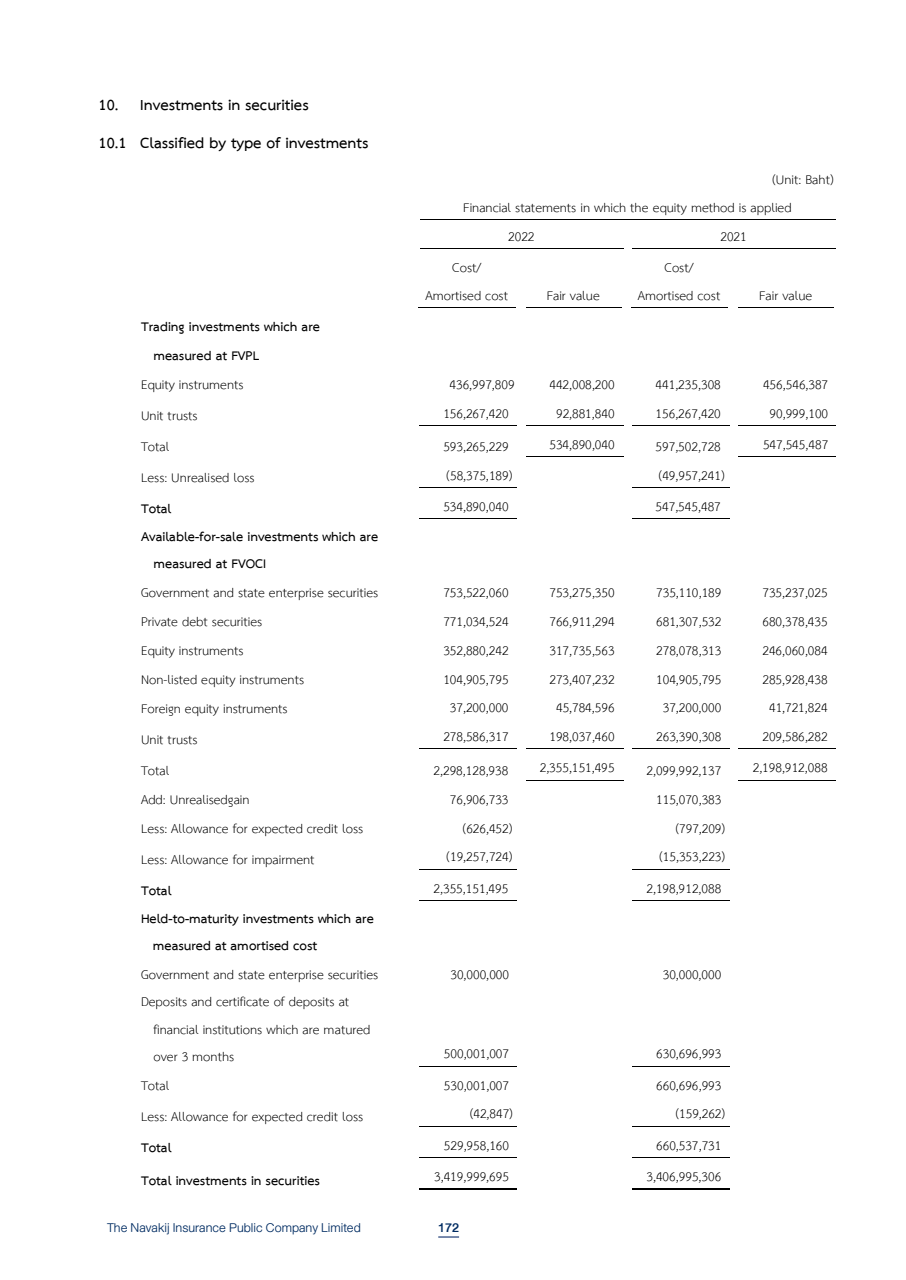 10. Investments in securities
10.1 Classified by type of investments
(Unit: Baht)
Financial statements in which the equity method is applied
2022 2021
Cost/ Cost/
Amortised cost Fair value Amortised cost Fair value
Trading investments which are
measured at FVPL
Equity instruments 436,997,809 442,008,200 441,235,308 456,546,387
Unit trusts 156,267,420 92,881,840 156,267,420 90,999,100
Total 593,265,229 534,890,040 597,502,728 547,545,487
Less: Unrealised loss (58,375,189) (49,957,241)
Total 534,890,040 547,545,487
Available-for-sale investments which are
measured at FVOCI
Government and state enterprise securities 753,522,060 753,275,350 735,110,189 735,237,025
Private debt securities 771,034,524 766,911,294 681,307,532 680,378,435
Equity instruments 352,880,242 317,735,563 278,078,313 246,060,084
Non-listed equity instruments 104,905,795 273,407,232 104,905,795 285,928,438
Foreign equity instruments 37,200,000 45,784,596 37,200,000 41,721,824
Unit trusts 278,586,317 198,037,460 263,390,308 209,586,282
Total 2,298,128,938 2,355,151,495 2,099,992,137 2,198,912,088
Add: Unrealisedgain 76,906,733 115,070,383
Less: Allowance for expected credit loss (626,452) (797,209)
Less: Allowance for impairment (19,257,724) (15,353,223)
Total 2,355,151,495 2,198,912,088
Held-to-maturity investments which are
measured at amortised cost
Government and state enterprise securities 30,000,000 30,000,000
Deposits and certificate of deposits at
financial institutions which are matured
over 3 months 500,001,007 630,696,993
Total 530,001,007 660,696,993
Less: Allowance for expected credit loss (42,847) (159,262)
Total 529,958,160 660,537,731
Total investments in securities 3,419,999,695 3,406,995,306
The Navakij Insurance Public Company Limited 172